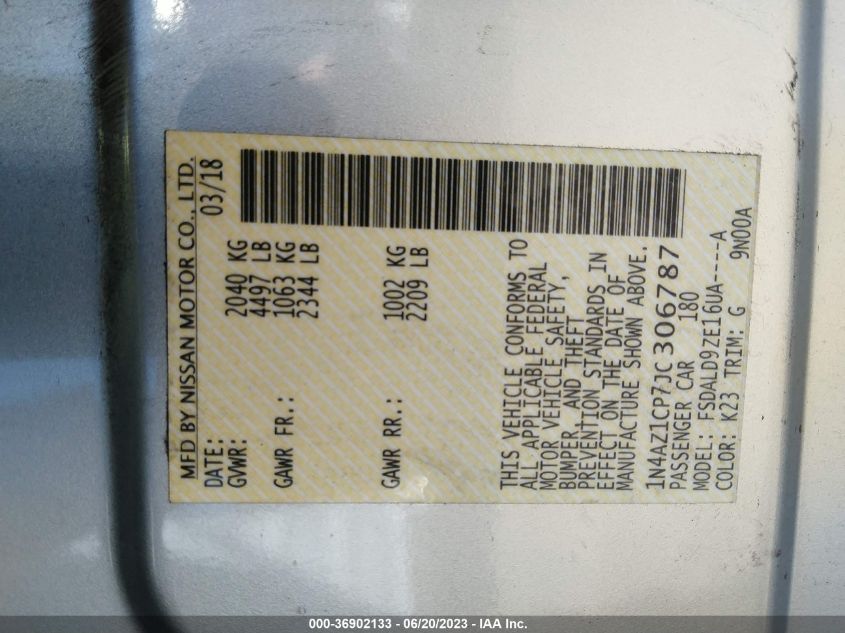 MFD BY NISSAN MOTOR CO., LTD.
DATE: 03/18
GVWR: 2040 KG
4497 LB
GAWR FR.: 1063 KG
2344 LB
GAWR RR.: 1002 KG
2209 LB
THIS VEHICLE CONFORMS TO
ALL APPLICABLE FEDERAL
MOTOR VEHICLE SAFETY,
BUMPER, AND THEFT
PREVENTION STANDARDS IN
EFFECT ON THE DATE OF
MANUFACTURE SHOWN ABOVE.
1N4AZ1CP7JC306787
PASSENGER CAR 180
MODEL: FSDALD9ZE16UA----A
COLOR: K23 TRIM: G 9N00A
000-36902133 - 06/20/2023 - IAA Inc.